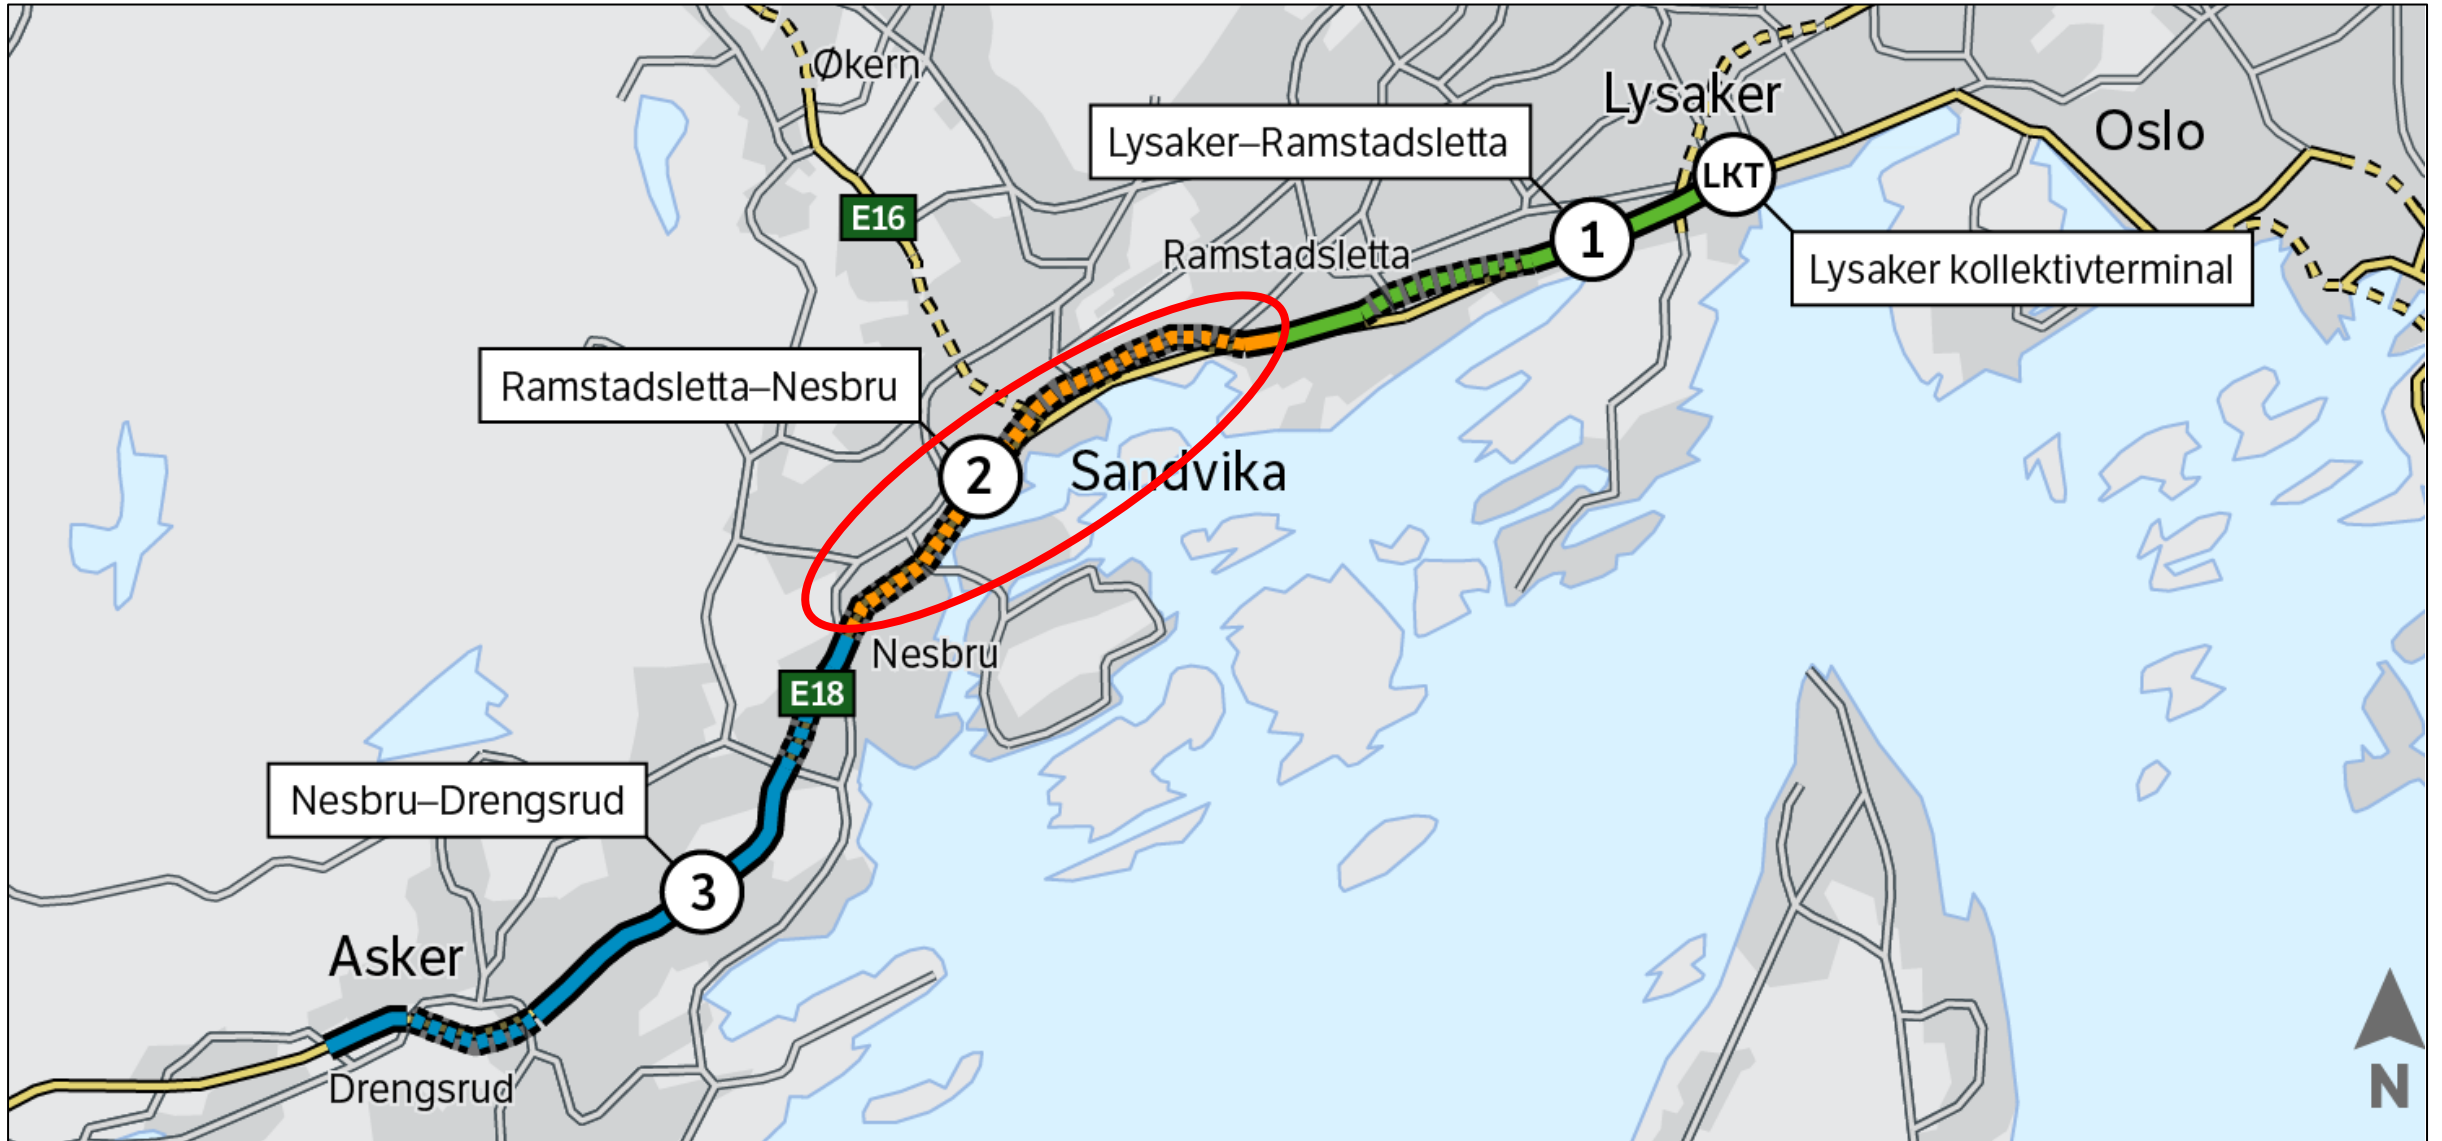 Økern
Lysaker
Oslo
Lysaker–Ramstadsletta
LKT
E16
1
Ramstadsletta
Lysaker kollektivterminal
Ramstadsletta–Nesbru
2
Sandvika
Nesbru
E18
Nesbru–Drengsrud
3
Asker
Drengsrud
N